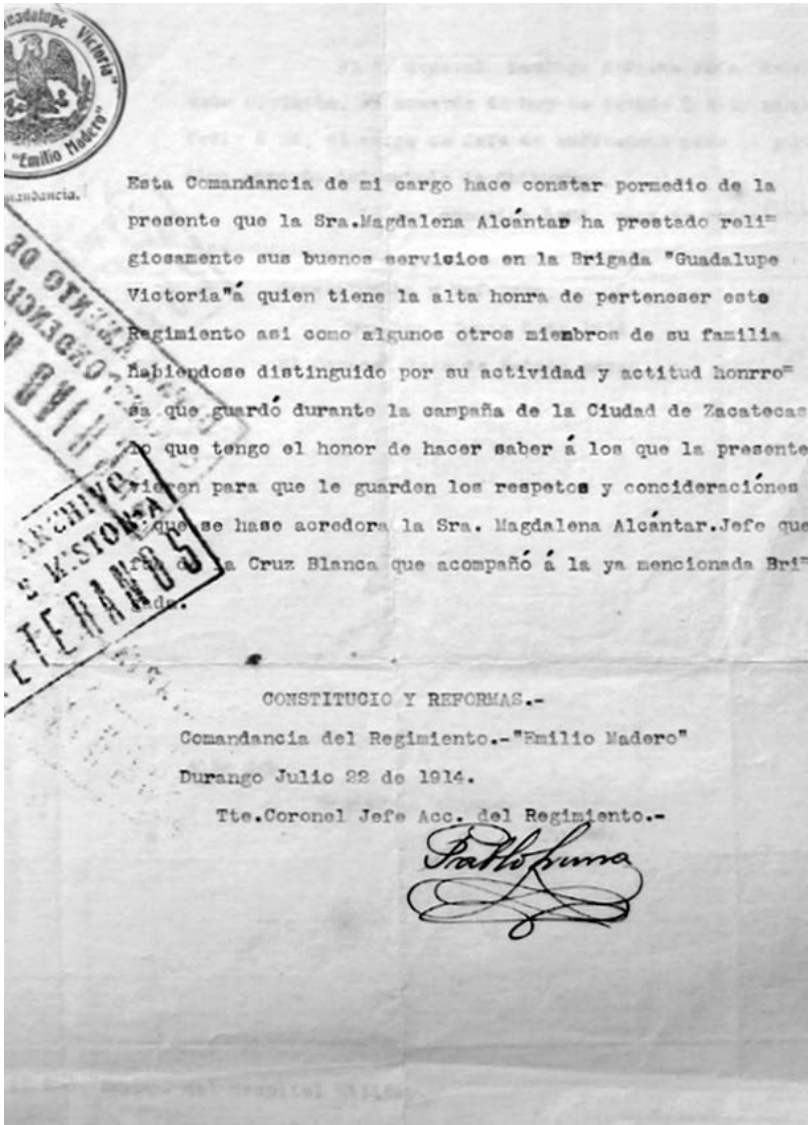 Guadalupe Victoria"
"Emilio Madero"
mandancia.
Esta Comandancia de mi cargo hace constar pormedio de la
presente que la Sra.Magdalena Alcántar ha prestado reli=
giosamente sus buenos servicios en la Brigada "Guadalupe
Victoria"á quien tiene la alta honra de perteneser este
Regimiento asi como algunos otros miembros de su familia
habiendose distinguido por su actividad y actitud honrro=
sa que guardó durante la campaña de la Ciudad de Zacatecas
lo que tengo el honor de hacer saber á los que la presente
vieren para que le guarden los respetos y concideraciónes
que se hase acredora la Sra. Magdalena Alcántar.Jefe que
fué de la Cruz Blanca que acompañó á la ya mencionada Bri=
gada.
ARCHIVO
E HISTORIA
ETERANOS
CONSTITUCIO Y REFORMAS.-
Comandancia del Regimiento.-"Emilio Madero"
Durango Julio 22 de 1914.
Tte.Coronel Jefe Acc. del Regimiento.-
Pablo Luna